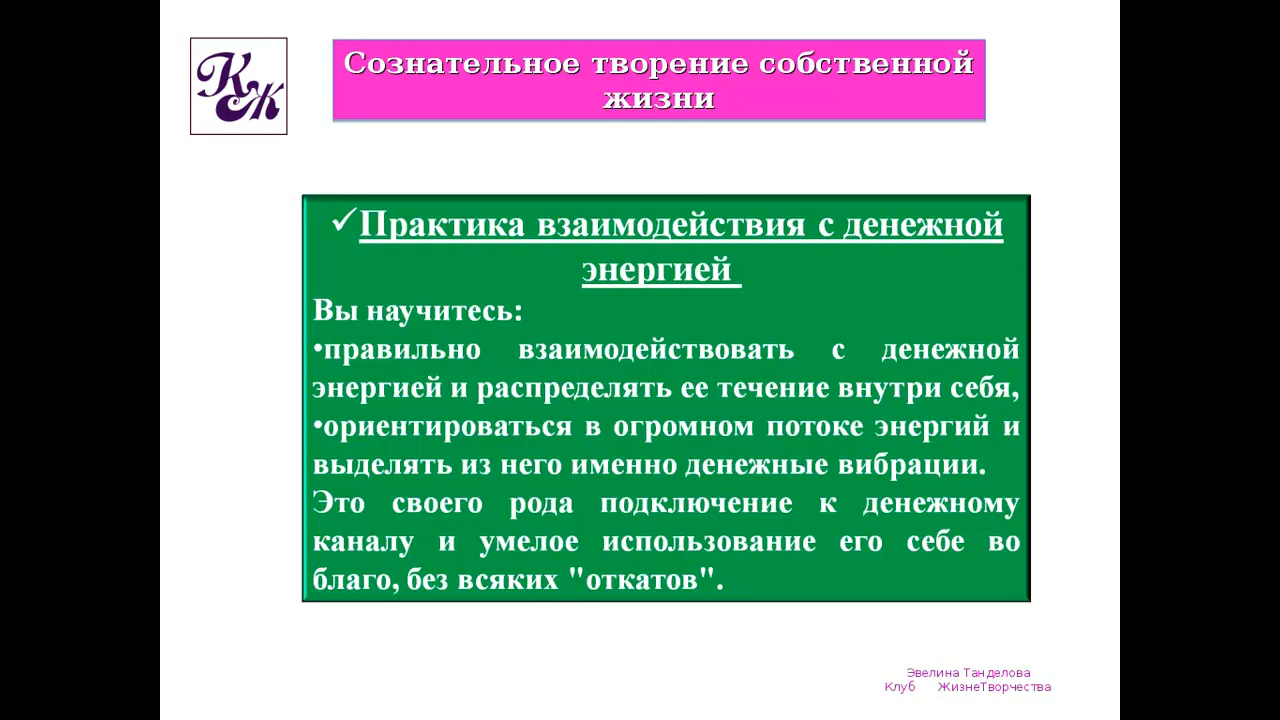 КЖ
Сознательное творение собственной
жизни
✓Практика взаимодействия с денежной
энергией
Вы научитесь:
•правильно взаимодействовать с денежной
энергией и распределять ее течение внутри себя,
•ориентироваться в огромном потоке энергий и
выделять из него именно денежные вибрации.
Это своего рода подключение к денежному
каналу и умелое использование его себе во
благо, без всяких "откатов".
Эвелина Танделова
Клуб ЖизнеТворчества